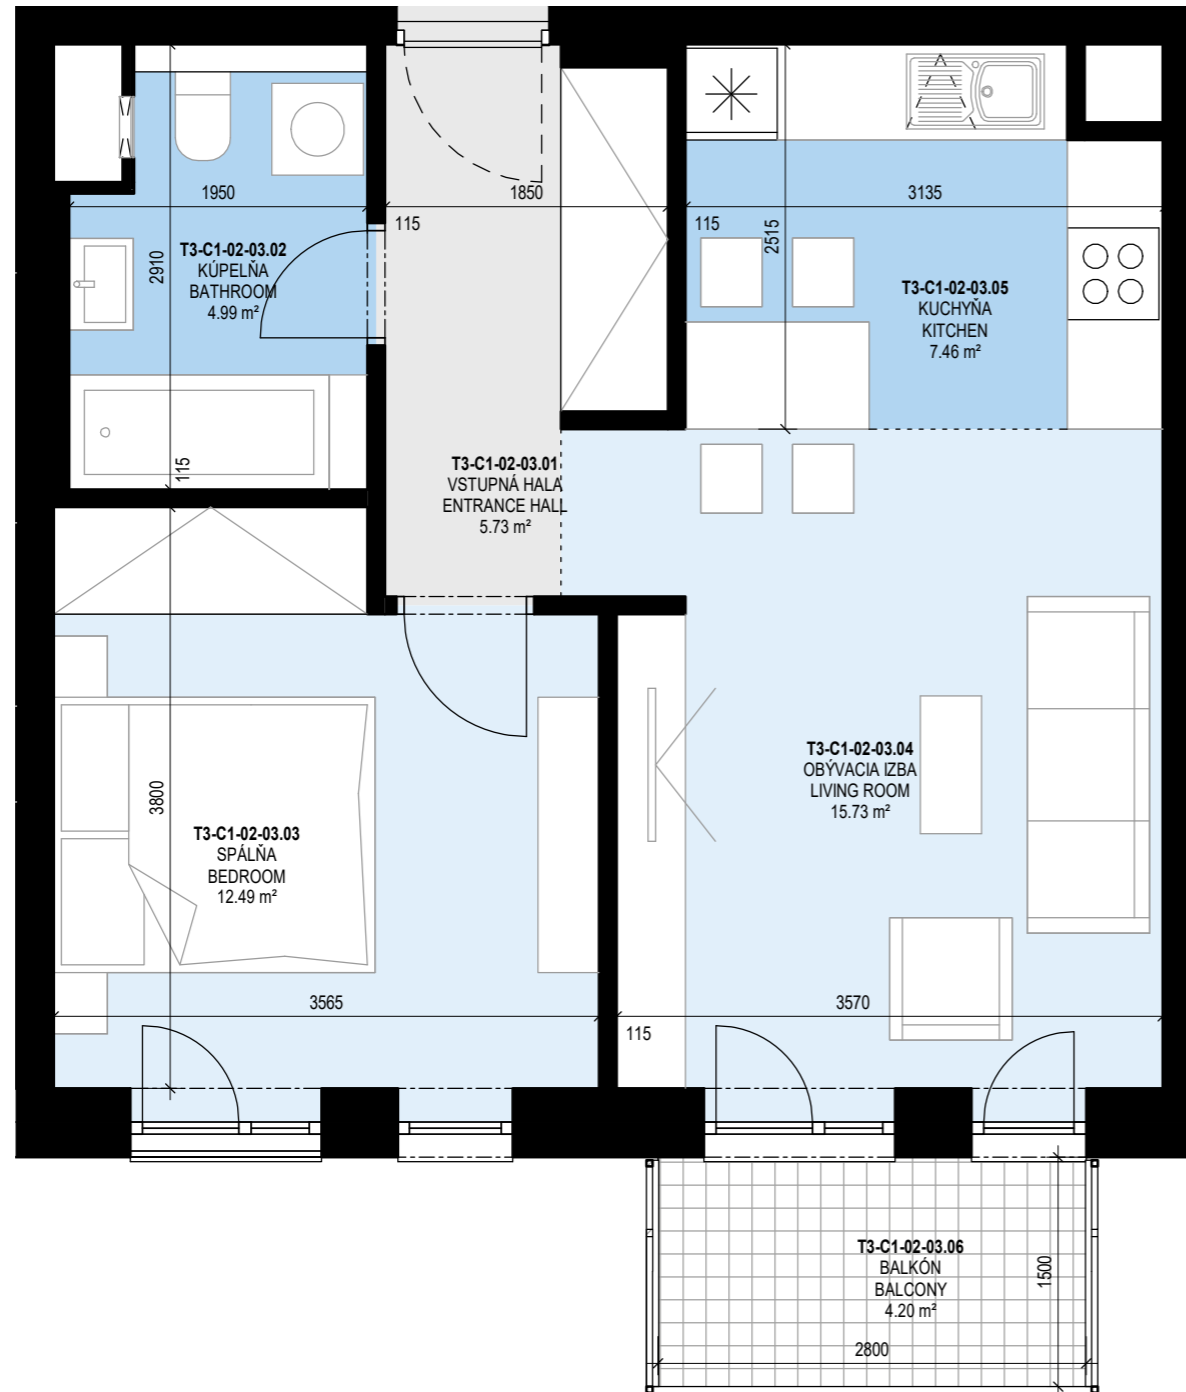 1950
1850
3135
115
115
2515
2910
T3-C1-02-03.02
KÚPELŇA
BATHROOM
4.99 m²
T3-C1-02-03.05
KUCHYŇA
KITCHEN
7.46 m²
115
T3-C1-02-03.01
VSTUPNÁ HALA
ENTRANCE HALL
5.73 m²
3800
T3-C1-02-03.03
SPÁLŇA
BEDROOM
12.49 m²
T3-C1-02-03.04
OBÝVACIA IZBA
LIVING ROOM
15.73 m²
3565
3570
115
T3-C1-02-03.06
BALKÓN
BALCONY
4.20 m²
1500
2800